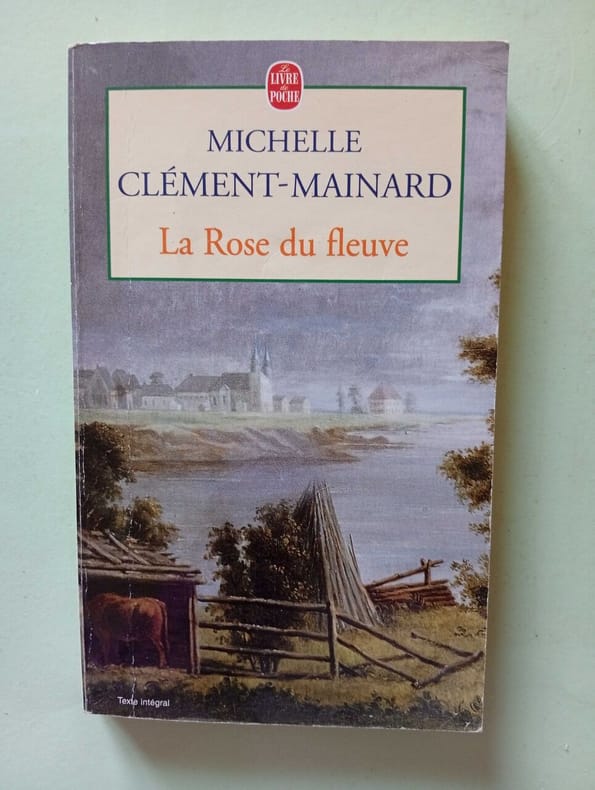 Le
LIVRE
de
POCHE
MICHELLE
CLÉMENT-MAINARD
La Rose du fleuve
Texte intégral